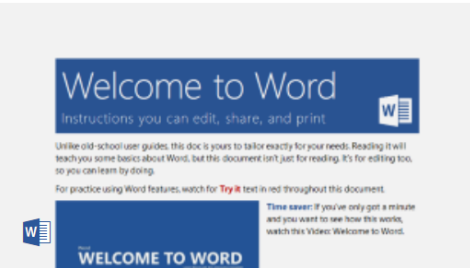 Welcome to Word
Instructions you can edit, share, and print
W
Unlike old-school user guides, this doc is yours to tailor exactly for your needs. Reading it will
teach you some basics about Word, but this document isn't just for reading. It's for editing too,
so you can learn by doing.
For practice using Word features, watch for Try it text in red throughout this document.
Time saver: If you've only got a minute
and you want to see how this works,
watch this Video: Welcome to Word.
W
WELCOME TO WORD